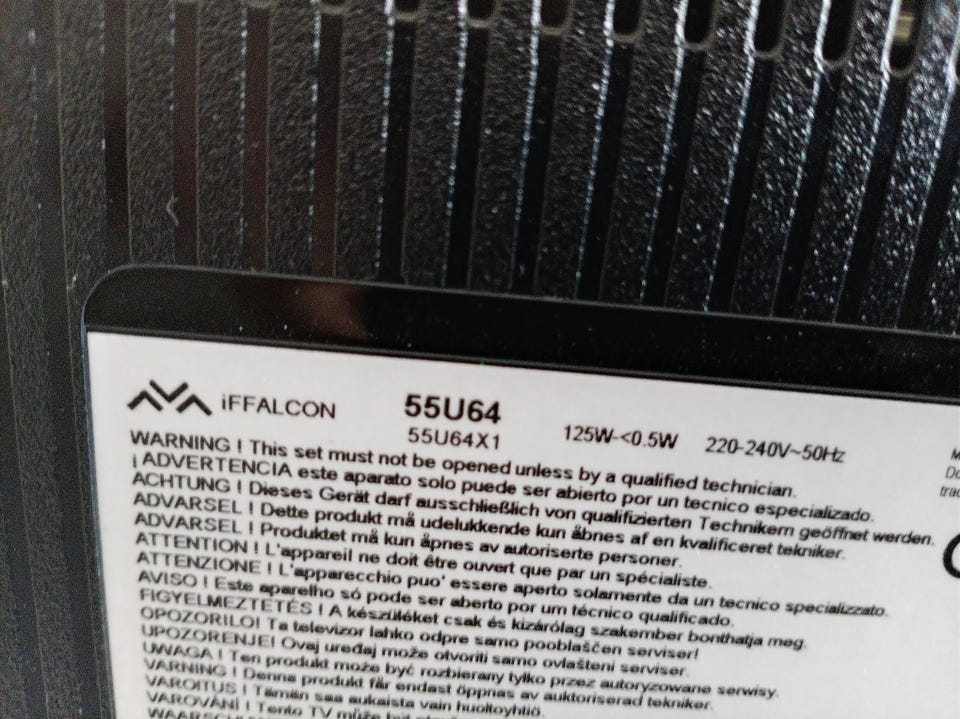 iFFALCON 55U64 125W-<0.5W 220-240V~50Hz
55U64X1
WARNING ! This set must not be opened unless by a qualified technician.
¡ ADVERTENCIA este aparato solo puede ser abierto por un tecnico especializado.
ACHTUNG ! Dieses Gerät darf ausschließlich von qualifizierten Technikern geöffnet werden.
ADVARSEL ! Dette produkt må udelukkende kun åbnes af en kvalificeret tekniker.
ADVARSEL ! Produktet må kun åpnes av autoriserte personer.
ATTENTION ! L'appareil ne doit être ouvert que par un spécialiste.
ATTENZIONE ! L'apparecchio puo' essere aperto solamente da un tecnico specializzato.
AVISO ! Este aparelho só pode ser aberto por um técnico qualificado.
FIGYELMEZTETÉS ! A készüléket csak és kizárólag szakember bonthatja meg.
OPOZORILO! Ta televizor lahko odpre samo pooblaščen serviser!
UPOZORENJE! Ovaj uređaj može otvoriti samo ovlašteni serviser.
UWAGA ! Ten produkt może być rozbierany tylko przez autoryzowane serwisy.
VARNING ! Denna produkt får endast öppnas av auktoriserad tekniker.
VAROITUS ! Tämän saa aukaista vain huoltoyhtiö.
VAROVÁNÍ ! Tento TV může být